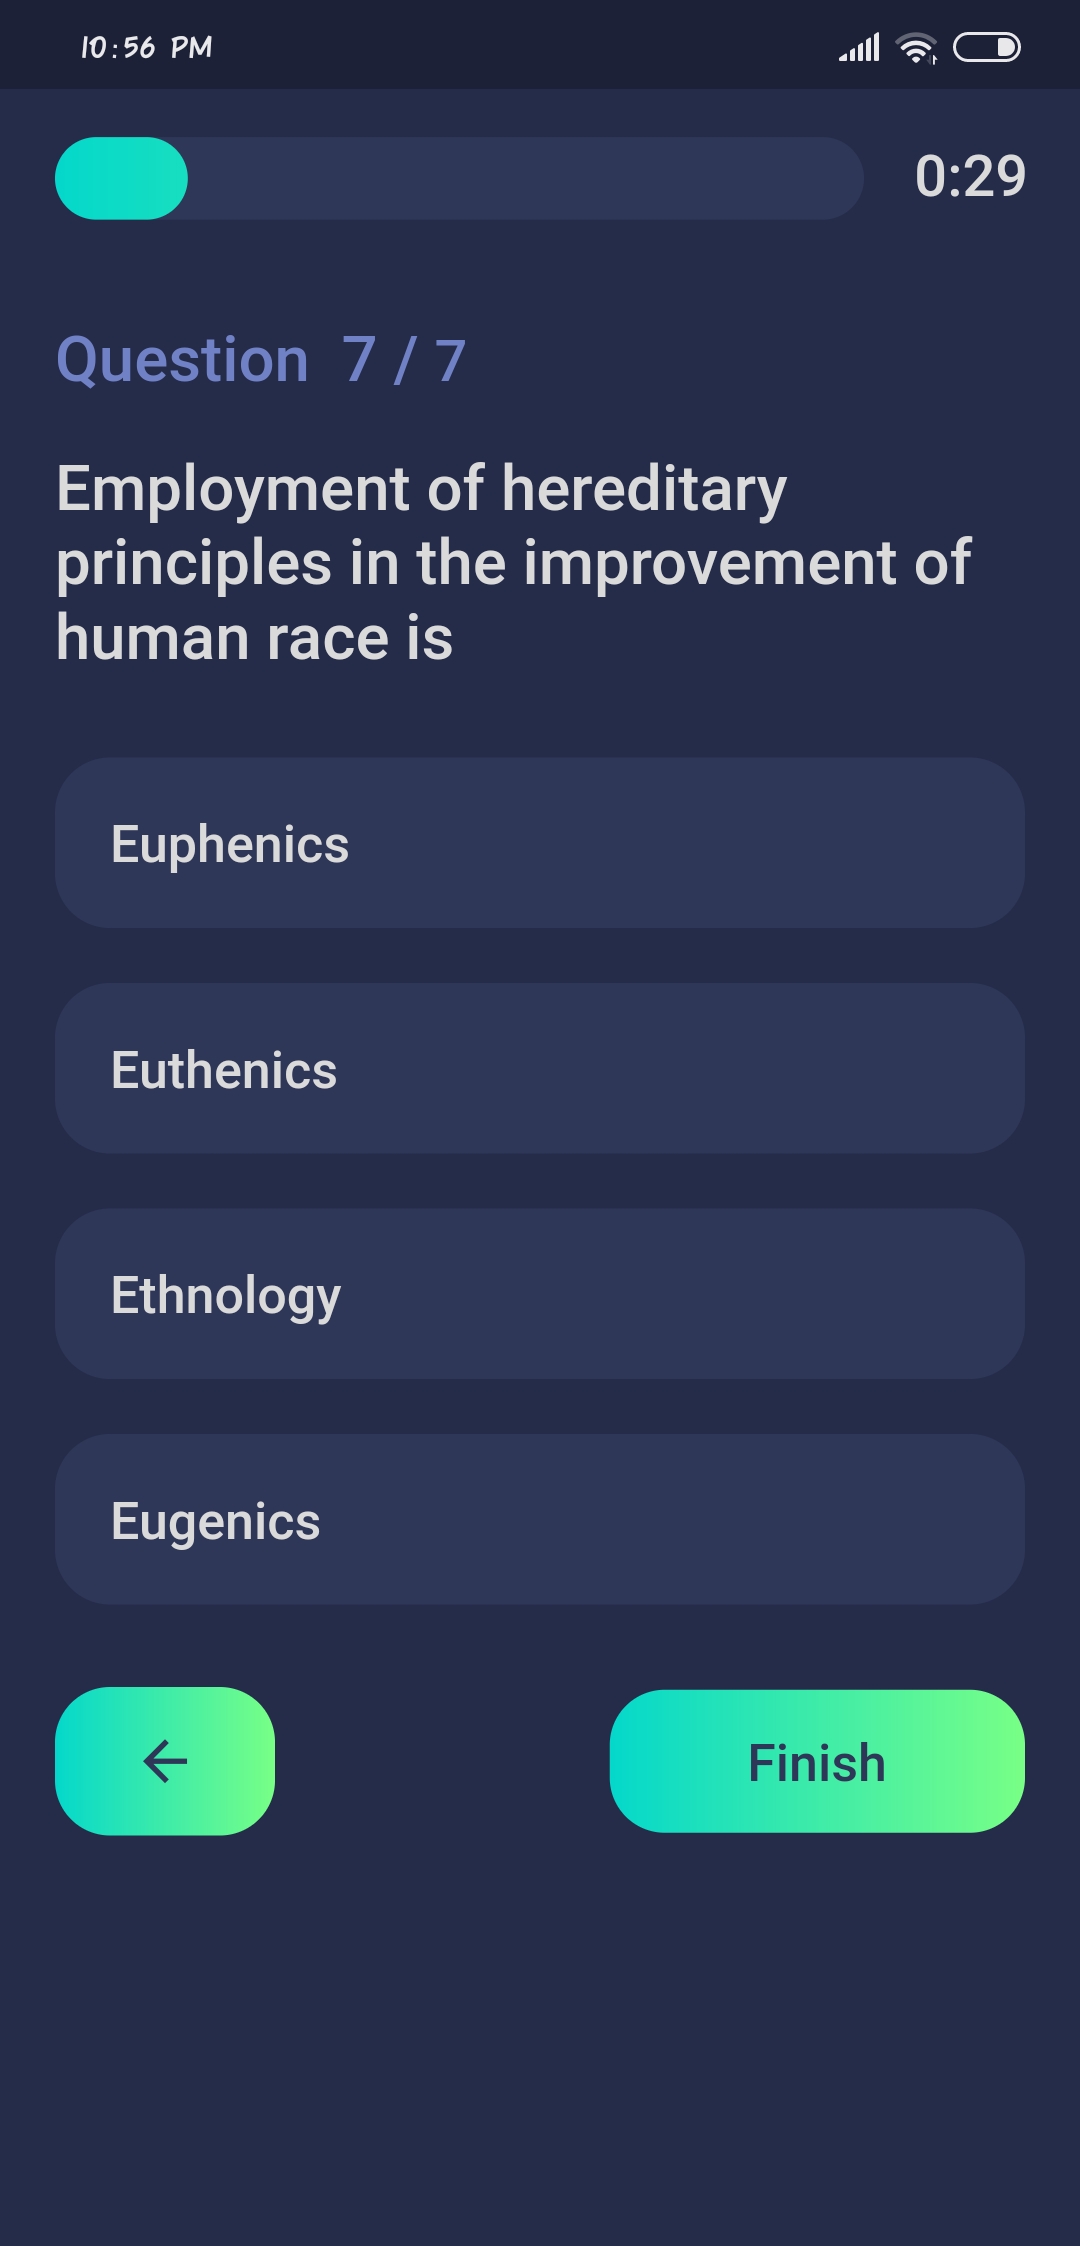 10:56 PM
0:29
Question 7 / 7
Employment of hereditary
principles in the improvement of
human race is
Euphenics
Euthenics
Ethnology
Eugenics
Finish